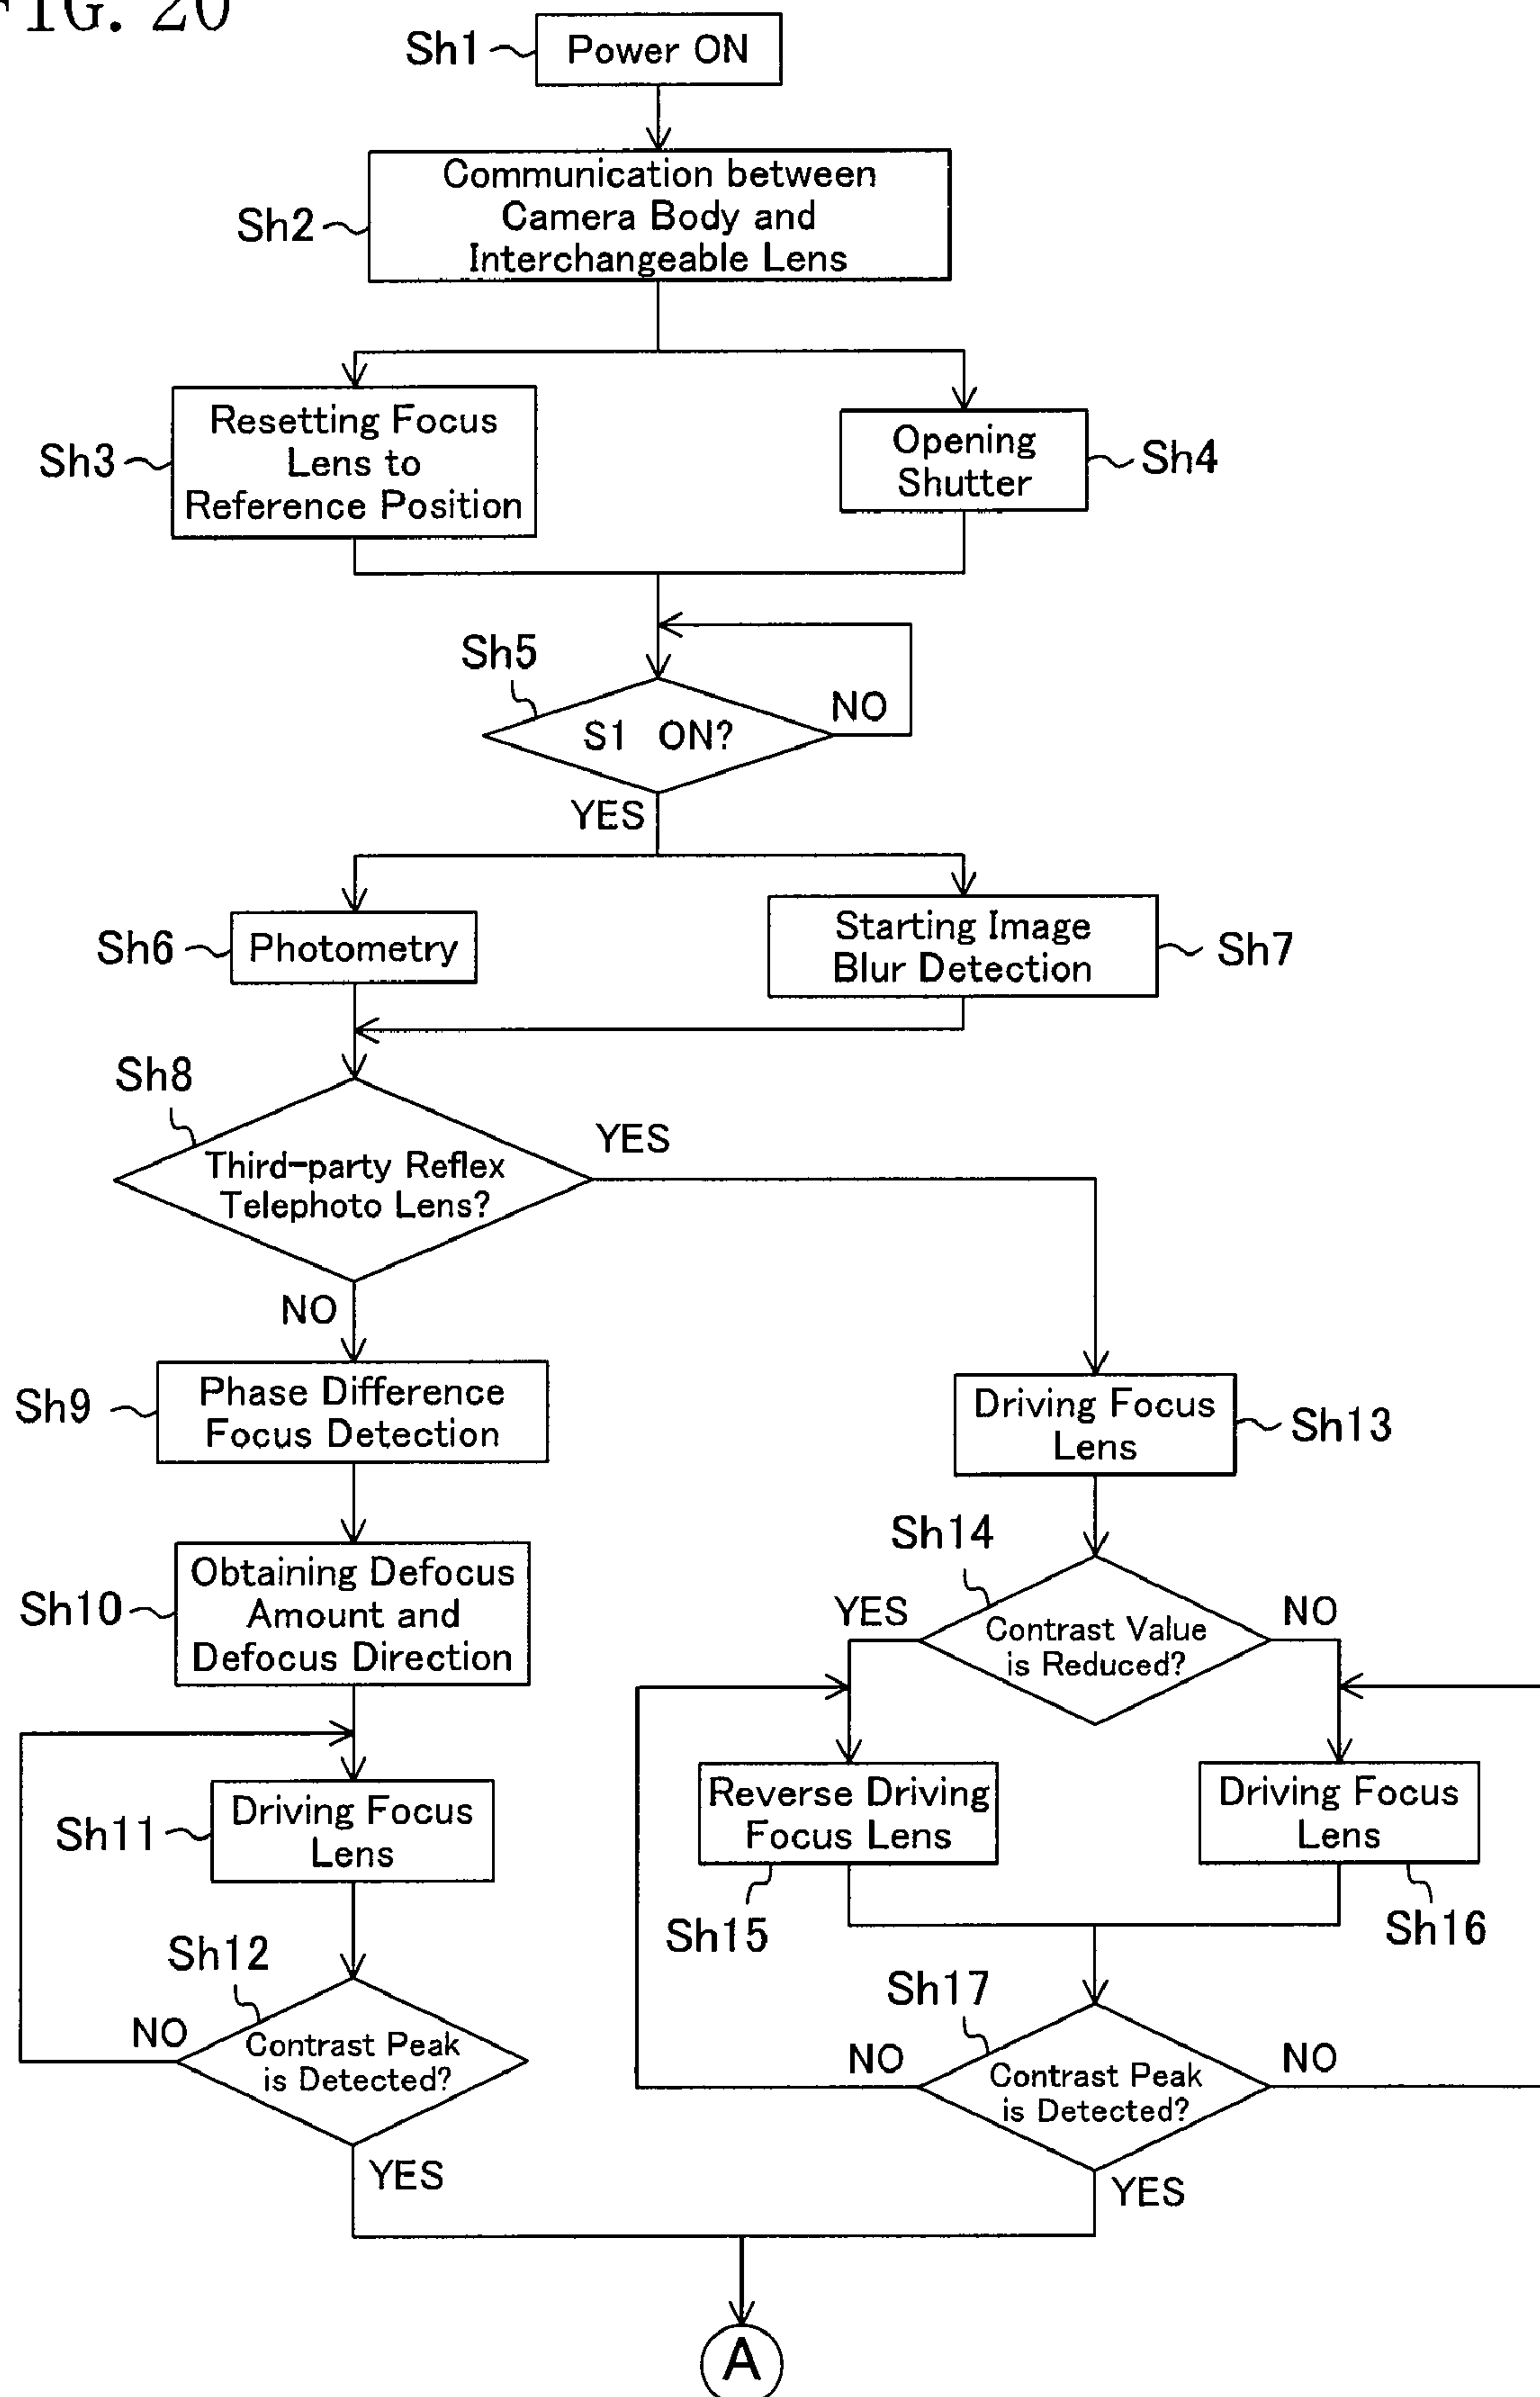 FIG. 20
Sh1
Power ON
Sh2
Communication between
Camera Body and
Interchangeable Lens
Sh3
Resetting Focus
Lens to
Reference Position
Opening
Shutter
Sh4
Sh5
S1 ON?
NO
YES
Sh6
Photometry
Starting Image
Blur Detection
Sh7
Sh8
Third-party Reflex
Telephoto Lens?
YES
NO
Sh9
Phase Difference
Focus Detection
Driving Focus
Lens
Sh13
Sh10
Obtaining Defocus
Amount and
Defocus Direction
Sh14
YES
Contrast Value
is Reduced?
NO
Sh11
Driving Focus
Lens
Reverse Driving
Focus Lens
Sh15
Driving Focus
Lens
Sh16
Sh12
NO
Contrast Peak
is Detected?
YES
Sh17
NO
Contrast Peak
is Detected?
NO
YES
A